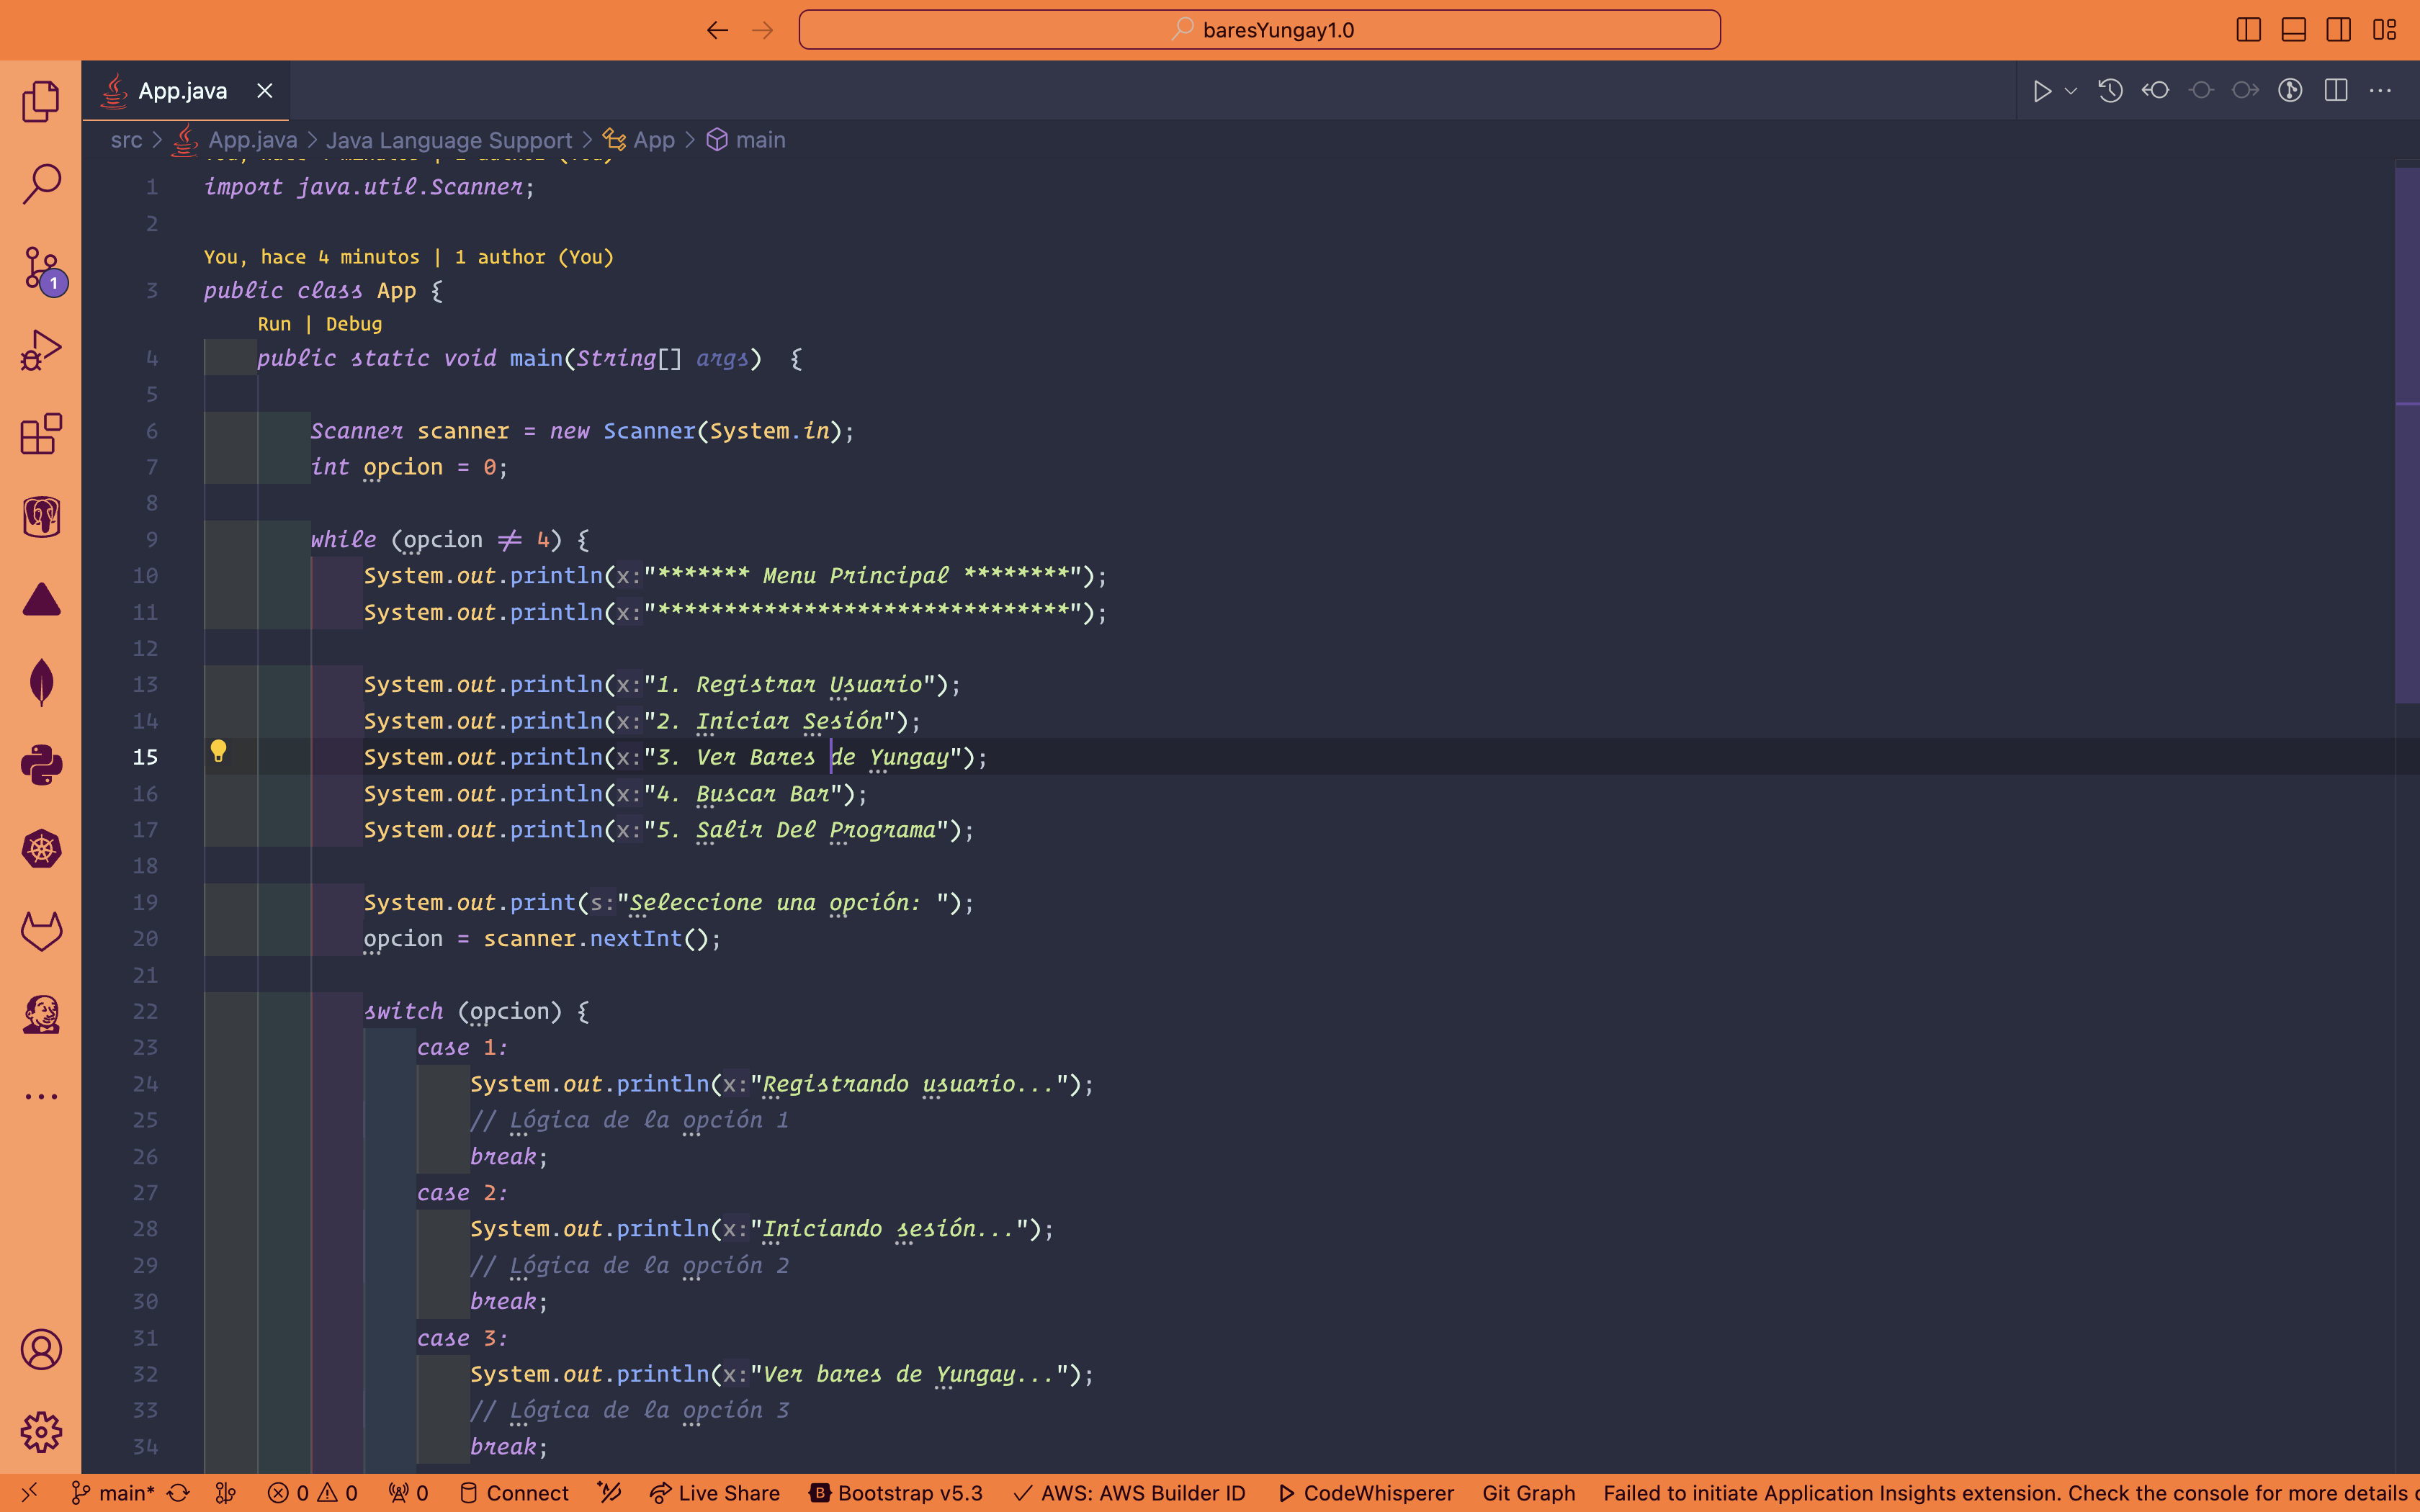 baresYungay1.0
App.java
src > App.java > Java Language Support > App > main
1 import java.util.Scanner;
2
You, hace 4 minutos | 1 author (You)
3 public class App {
Run | Debug
4 public static void main(String[] args)  {
5
6 Scanner scanner = new Scanner(System.in);
7 int opcion = 0;
8
9 while (opcion != 4) {
10 System.out.println(x:"******* Menu Principal ********");
11 System.out.println(x:"*******************************");
12
13 System.out.println(x:"1. Registrar Usuario");
14 System.out.println(x:"2. Iniciar Sesión");
15 System.out.println(x:"3. Ver Bares de Yungay");
16 System.out.println(x:"4. Buscar Bar");
17 System.out.println(x:"5. Salir Del Programa");
18
19 System.out.print(s:"Seleccione una opción: ");
20 opcion = scanner.nextInt();
21
22 switch (opcion) {
23 case 1:
24 System.out.println(x:"Registrando usuario...");
25 // Lógica de la opción 1
26 break;
27 case 2:
28 System.out.println(x:"Iniciando sesión...");
29 // Lógica de la opción 2
30 break;
31 case 3:
32 System.out.println(x:"Ver bares de Yungay...");
33 // Lógica de la opción 3
34 break;
1
main* 0 0 0 Connect Live Share B Bootstrap v5.3 AWS: AWS Builder ID CodeWhisperer Git Graph Failed to initiate Application Insights extension. Check the console for more details